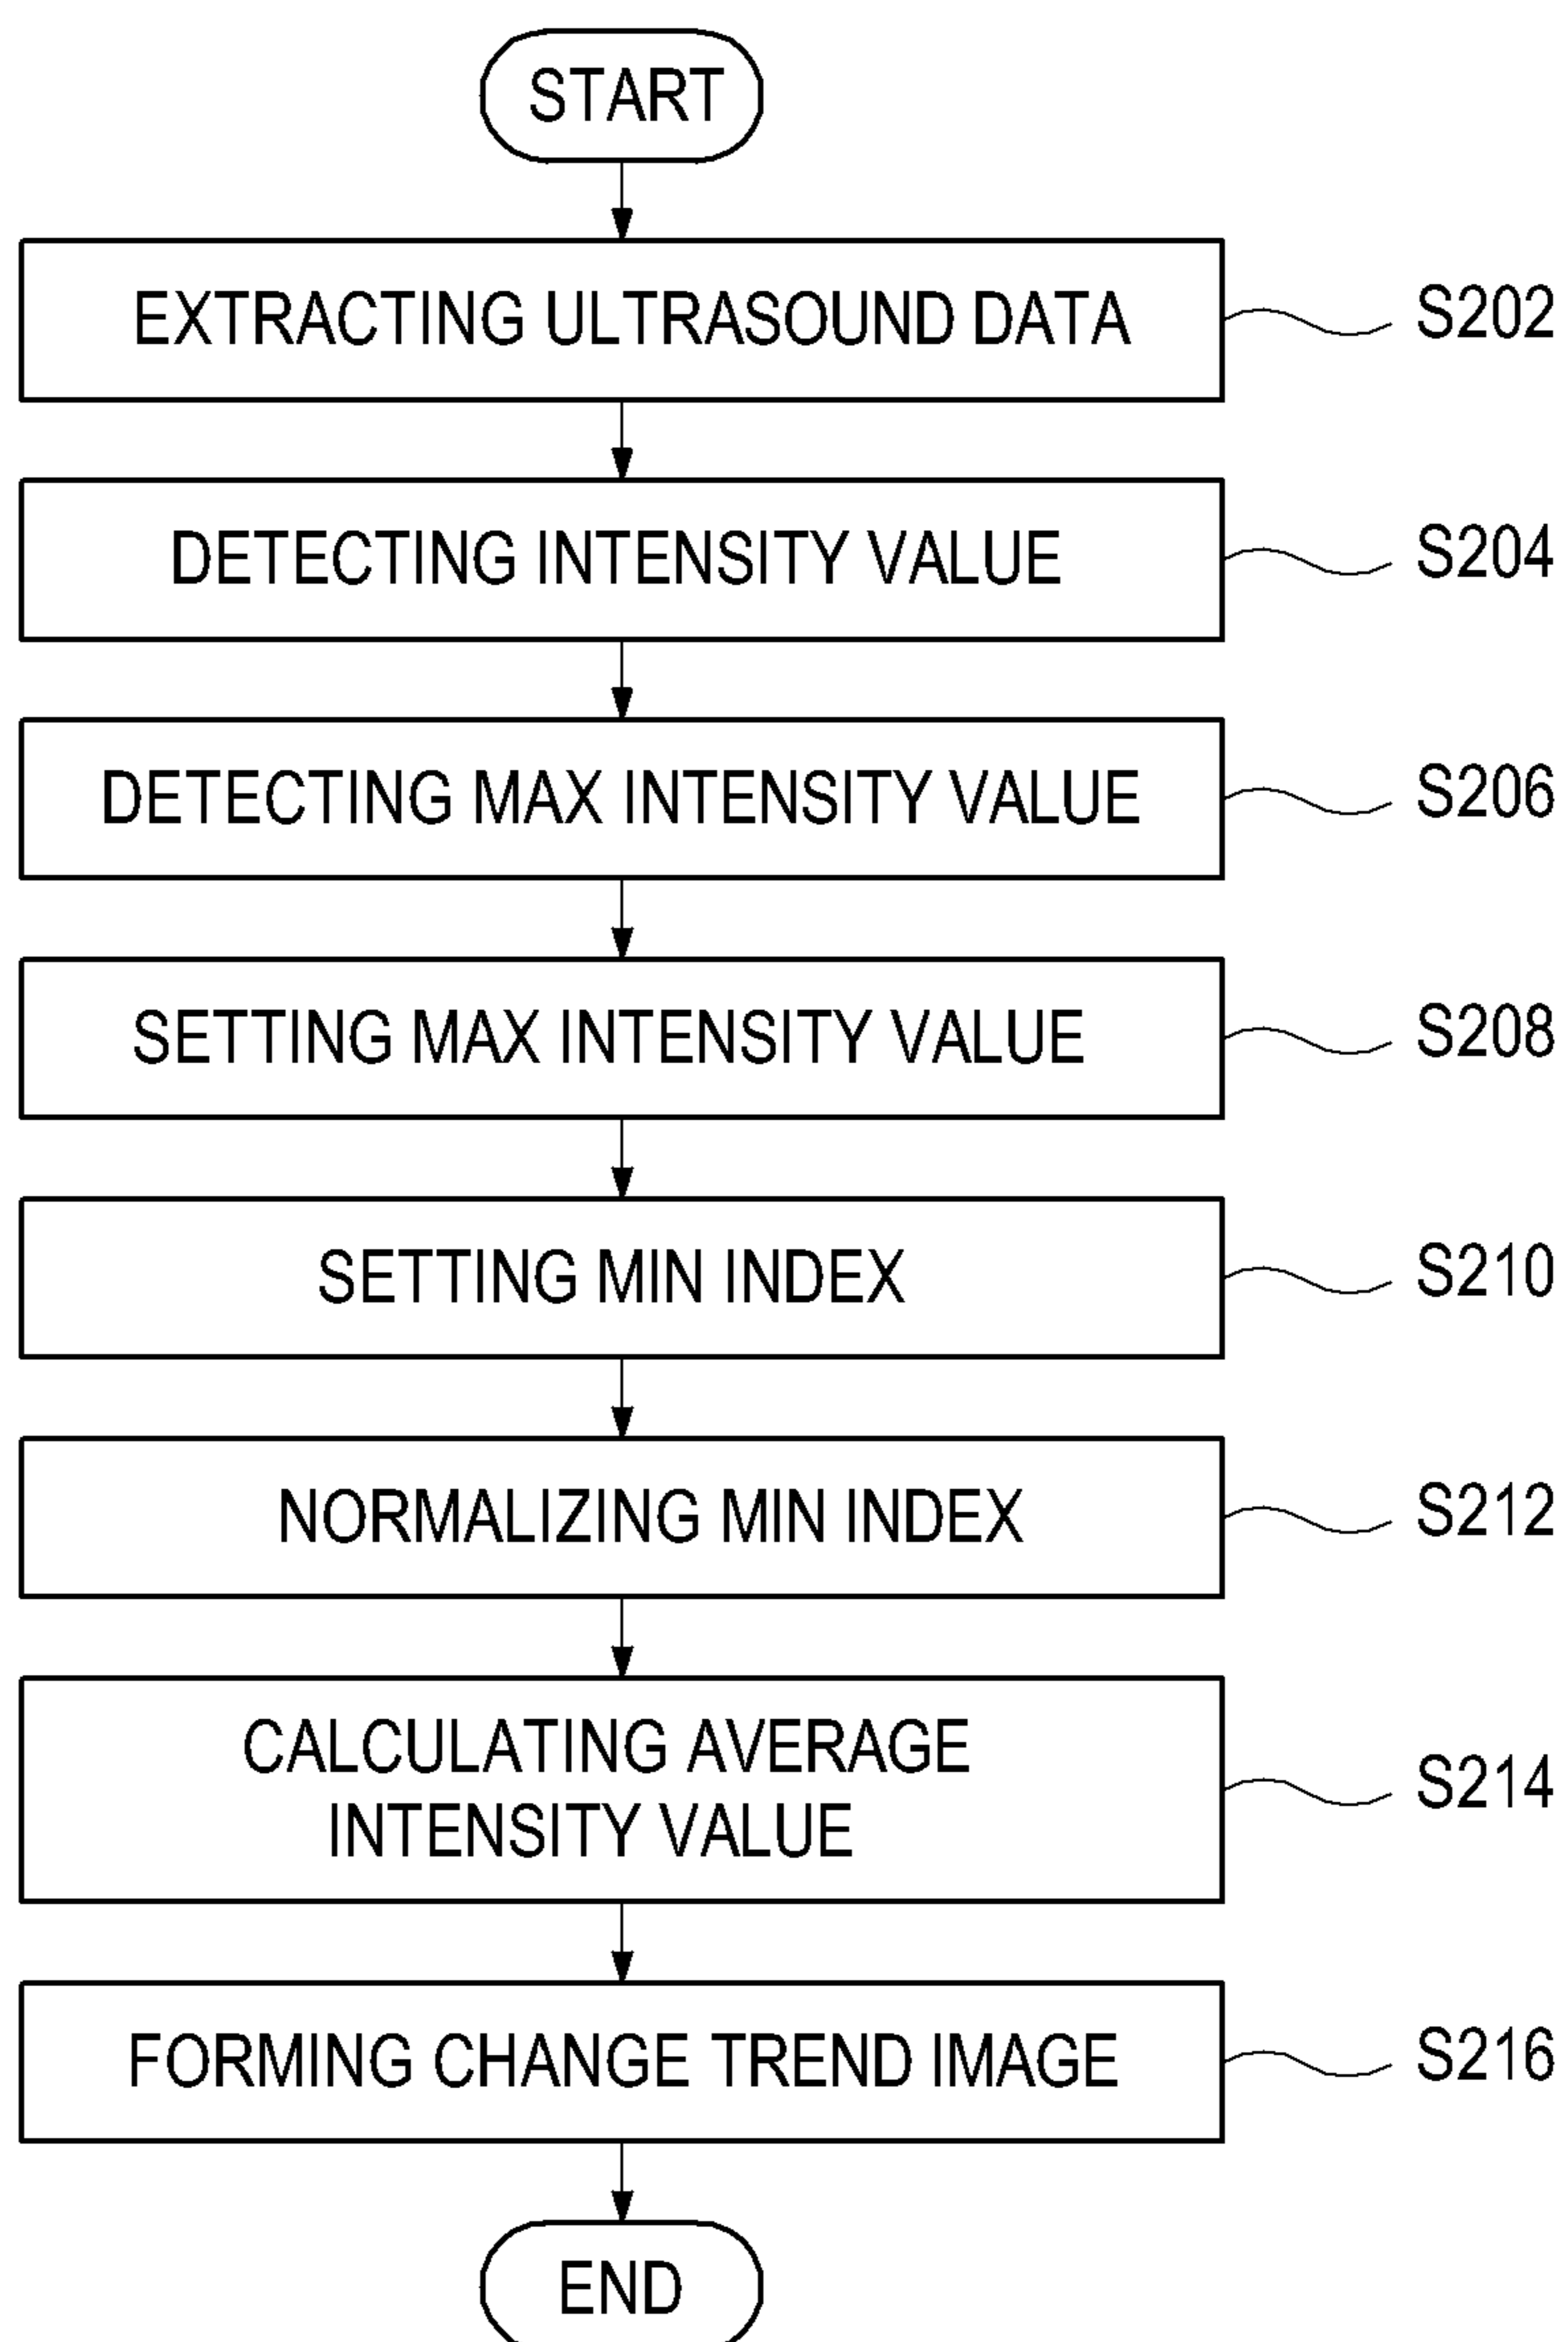 START
EXTRACTING ULTRASOUND DATA
S202
DETECTING INTENSITY VALUE
S204
DETECTING MAX INTENSITY VALUE
S206
SETTING MAX INTENSITY VALUE
S208
SETTING MIN INDEX
S210
NORMALIZING MIN INDEX
S212
CALCULATING AVERAGE
INTENSITY VALUE
S214
FORMING CHANGE TREND IMAGE
S216
END